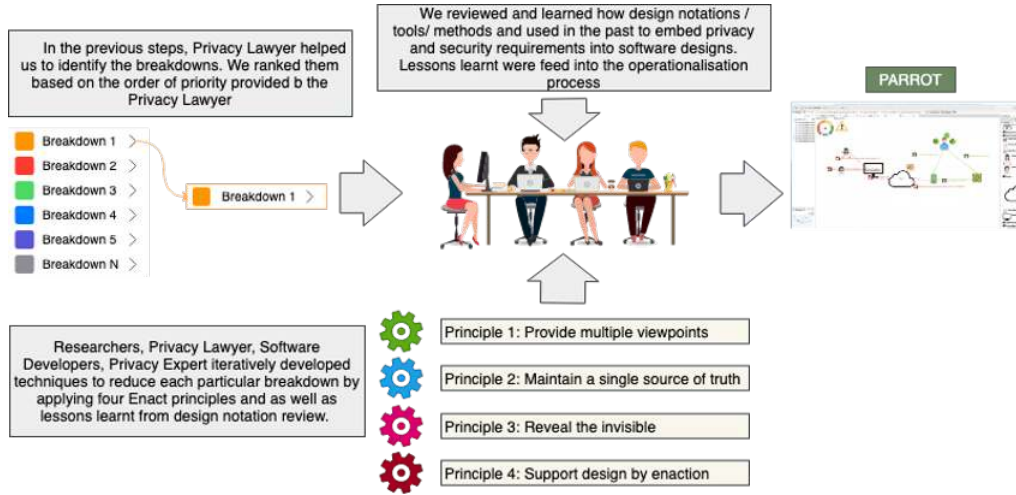 In the previous steps, Privacy Lawyer helped
us to identify the breakdowns. We ranked them
based on the order of priority provided b the
Privacy Lawyer
We reviewed and learned how design notations /
tools/ methods and used in the past to embed privacy
and security requirements into software designs.
Lessons learnt were feed into the operationalisation
process
PARROT
Breakdown 1
Breakdown 2
Breakdown 3
Breakdown 4
Breakdown 5
Breakdown N
Breakdown 1
Researchers, Privacy Lawyer, Software
Developers, Privacy Expert iteratively developed
techniques to reduce each particular breakdown by
applying four Enact principles and as well as
lessons learnt from design notation review.
Principle 1: Provide multiple viewpoints
Principle 2: Maintain a single source of truth
Principle 3: Reveal the invisible
Principle 4: Support design by enaction